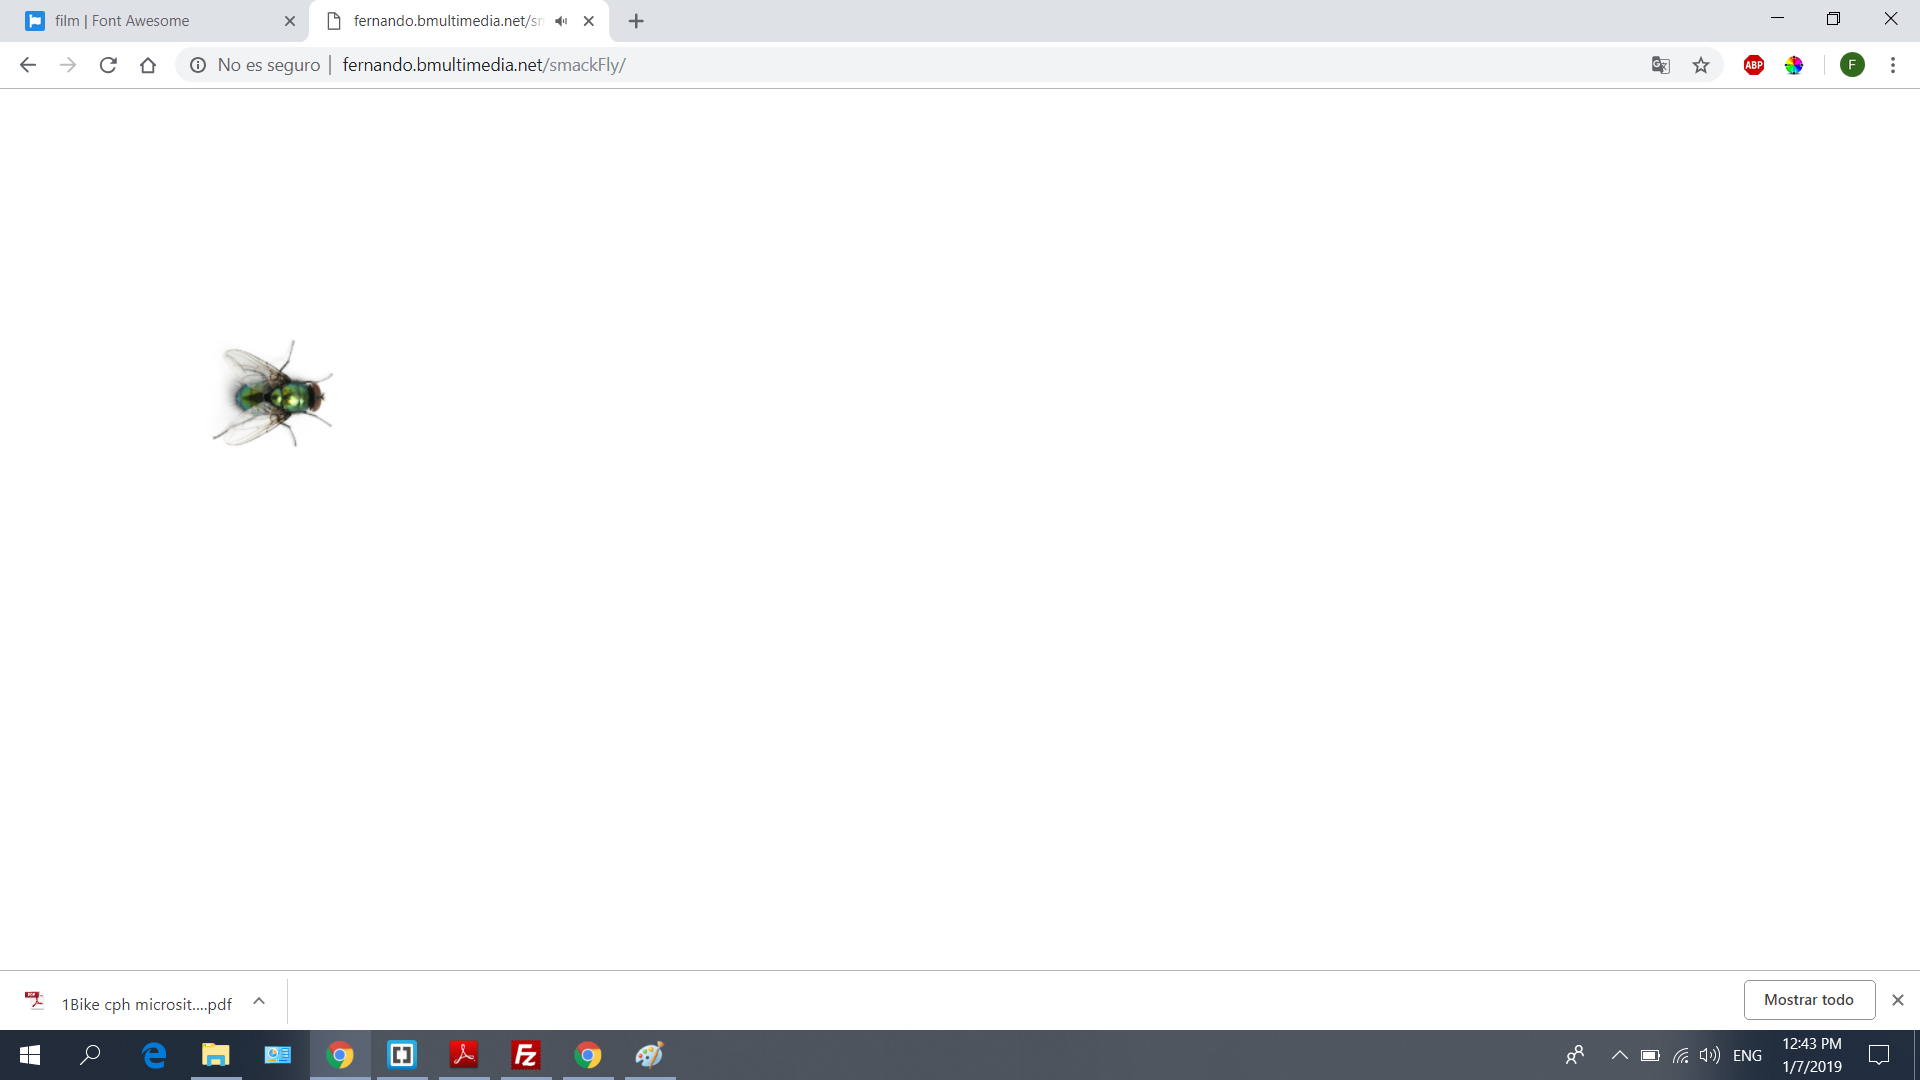 film | Font Awesome
fernando.bmultimedia.net/sm
No es seguro | fernando.bmultimedia.net/smackFly/
ABP
F
1Bike cph microsit....pdf
Mostrar todo
ENG
12:43 PM
1/7/2019